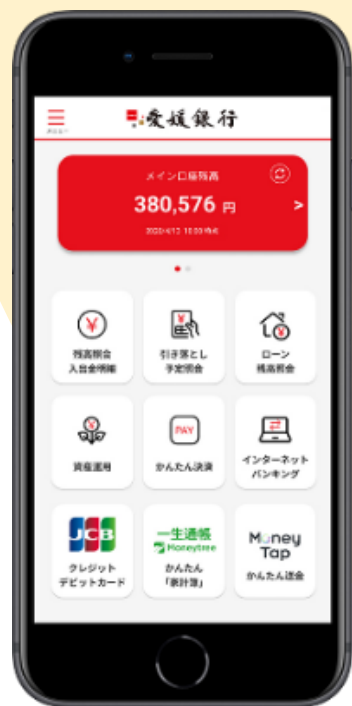 メニュー
愛媛銀行
メイン口座残高
380,576 円
>
残高照会
入出金明細
引き落とし
予定照会
ローン
残高照会
資産運用
PAY
かんたん決済
インターネット
バンキング
JCB
クレジット
デビットカード
一生通帳
Moneytree
かんたん
「家計簿」
Money
Tap
かんたん送金